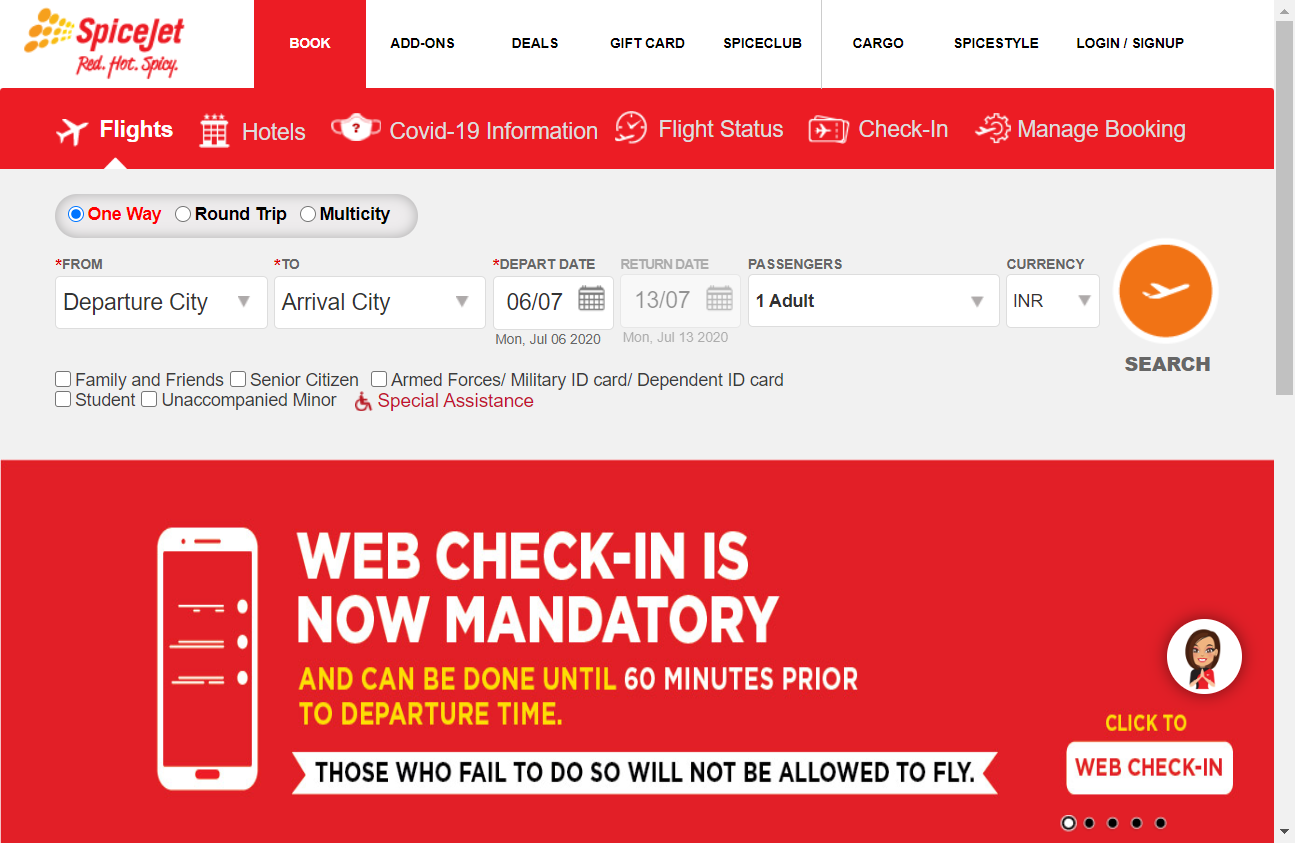 SpiceJet
Red. Hot. Spicy.
BOOK ADD-ONS DEALS GIFT CARD SPICECLUB CARGO SPICESTYLE LOGIN / SIGNUP
Flights Hotels ? Covid-19 Information Flight Status Check-In Manage Booking
One Way Round Trip Multicity
*FROM *TO *DEPART DATE RETURN DATE PASSENGERS CURRENCY
Departure City Arrival City 06/07 13/07 1 Adult INR
Mon, Jul 06 2020 Mon, Jul 13 2020
SEARCH
Family and Friends Senior Citizen Armed Forces/ Military ID card/ Dependent ID card
Student Unaccompanied Minor Special Assistance
WEB CHECK-IN IS
NOW MANDATORY
AND CAN BE DONE UNTIL 60 MINUTES PRIOR
TO DEPARTURE TIME.
THOSE WHO FAIL TO DO SO WILL NOT BE ALLOWED TO FLY.
CLICK TO
WEB CHECK-IN